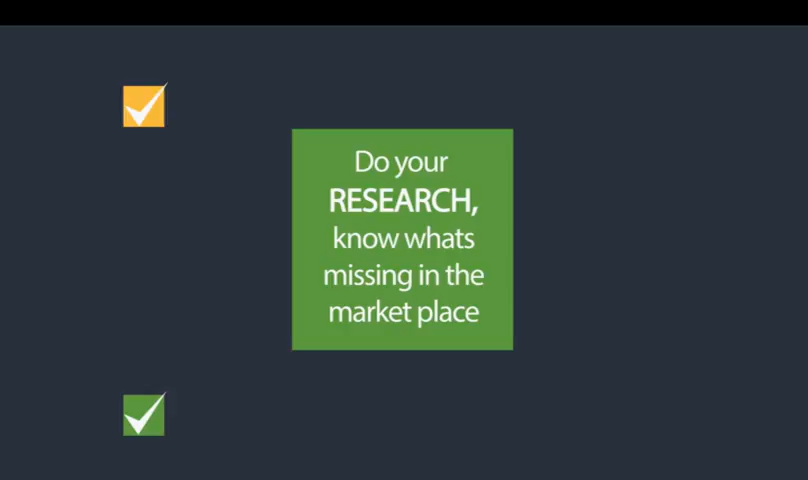 Do your
RESEARCH,
know whats
missing in the
market place